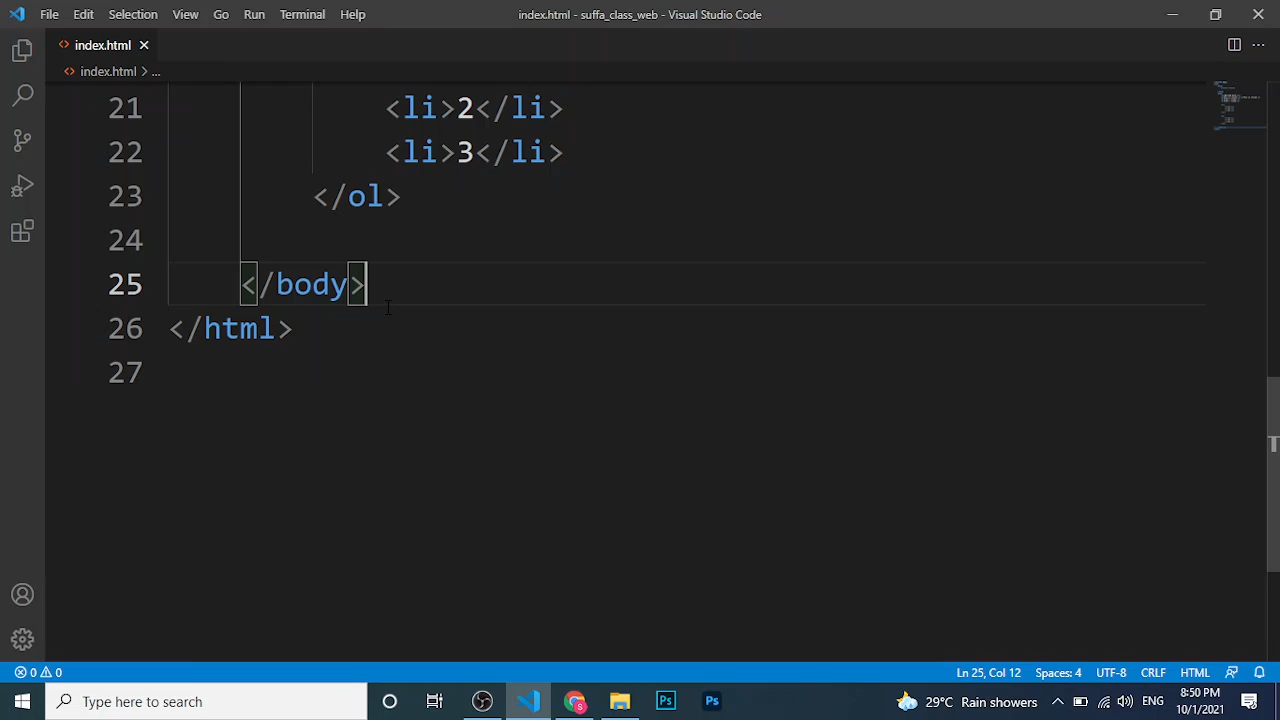 File Edit Selection View Go Run Terminal Help index.html - suffa_class_web - Visual Studio Code
index.html
index.html > ...
21 <li>2</li>
22 <li>3</li>
23 </ol>
24
25 </body>
26 </html>
27
0 0 Ln 25, Col 12 Spaces: 4 UTF-8 CRLF HTML
Type here to search Ps Ps 29°C Rain showers ENG 8:50 PM
10/1/2021